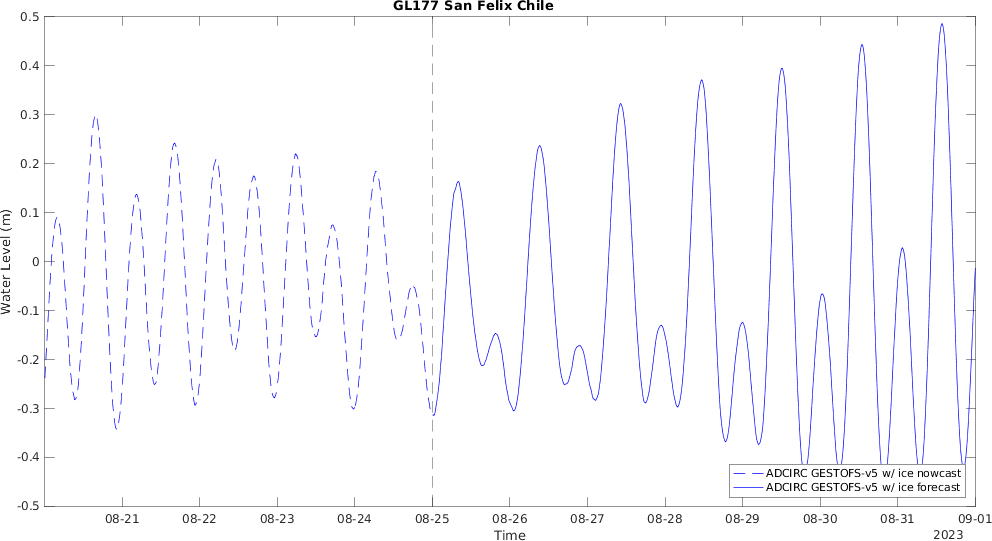 GL177 San Felix Chile
0.5
0.4
0.3
0.2
0.1
0
-0.1
-0.2
-0.3
-0.4
-0.5
Water Level (m)
ADCIRC GESTOFS-v5 w/ ice nowcast
ADCIRC GESTOFS-v5 w/ ice forecast
08-21 08-22 08-23 08-24 08-25 08-26 08-27 08-28 08-29 08-30 08-31 09-01
Time
2023